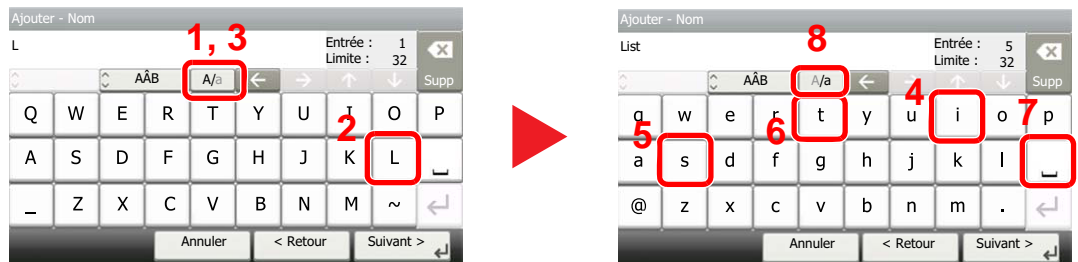 Ajouter - Nom
L
1, 3
Entrée : 1
Limite : 32
AÂB
A/a
Supp
Q W E R T Y U I O P
2
A S D F G H J K L
_ Z X C V B N M ~
Annuler < Retour Suivant >
Ajouter - Nom
List
8
Entrée : 5
Limite : 32
AÂB
A/a
Supp
4
7
q w e r t y u i o p
5
6
a s d f g h j k l
@ z x c v b n m .
Annuler < Retour Suivant >